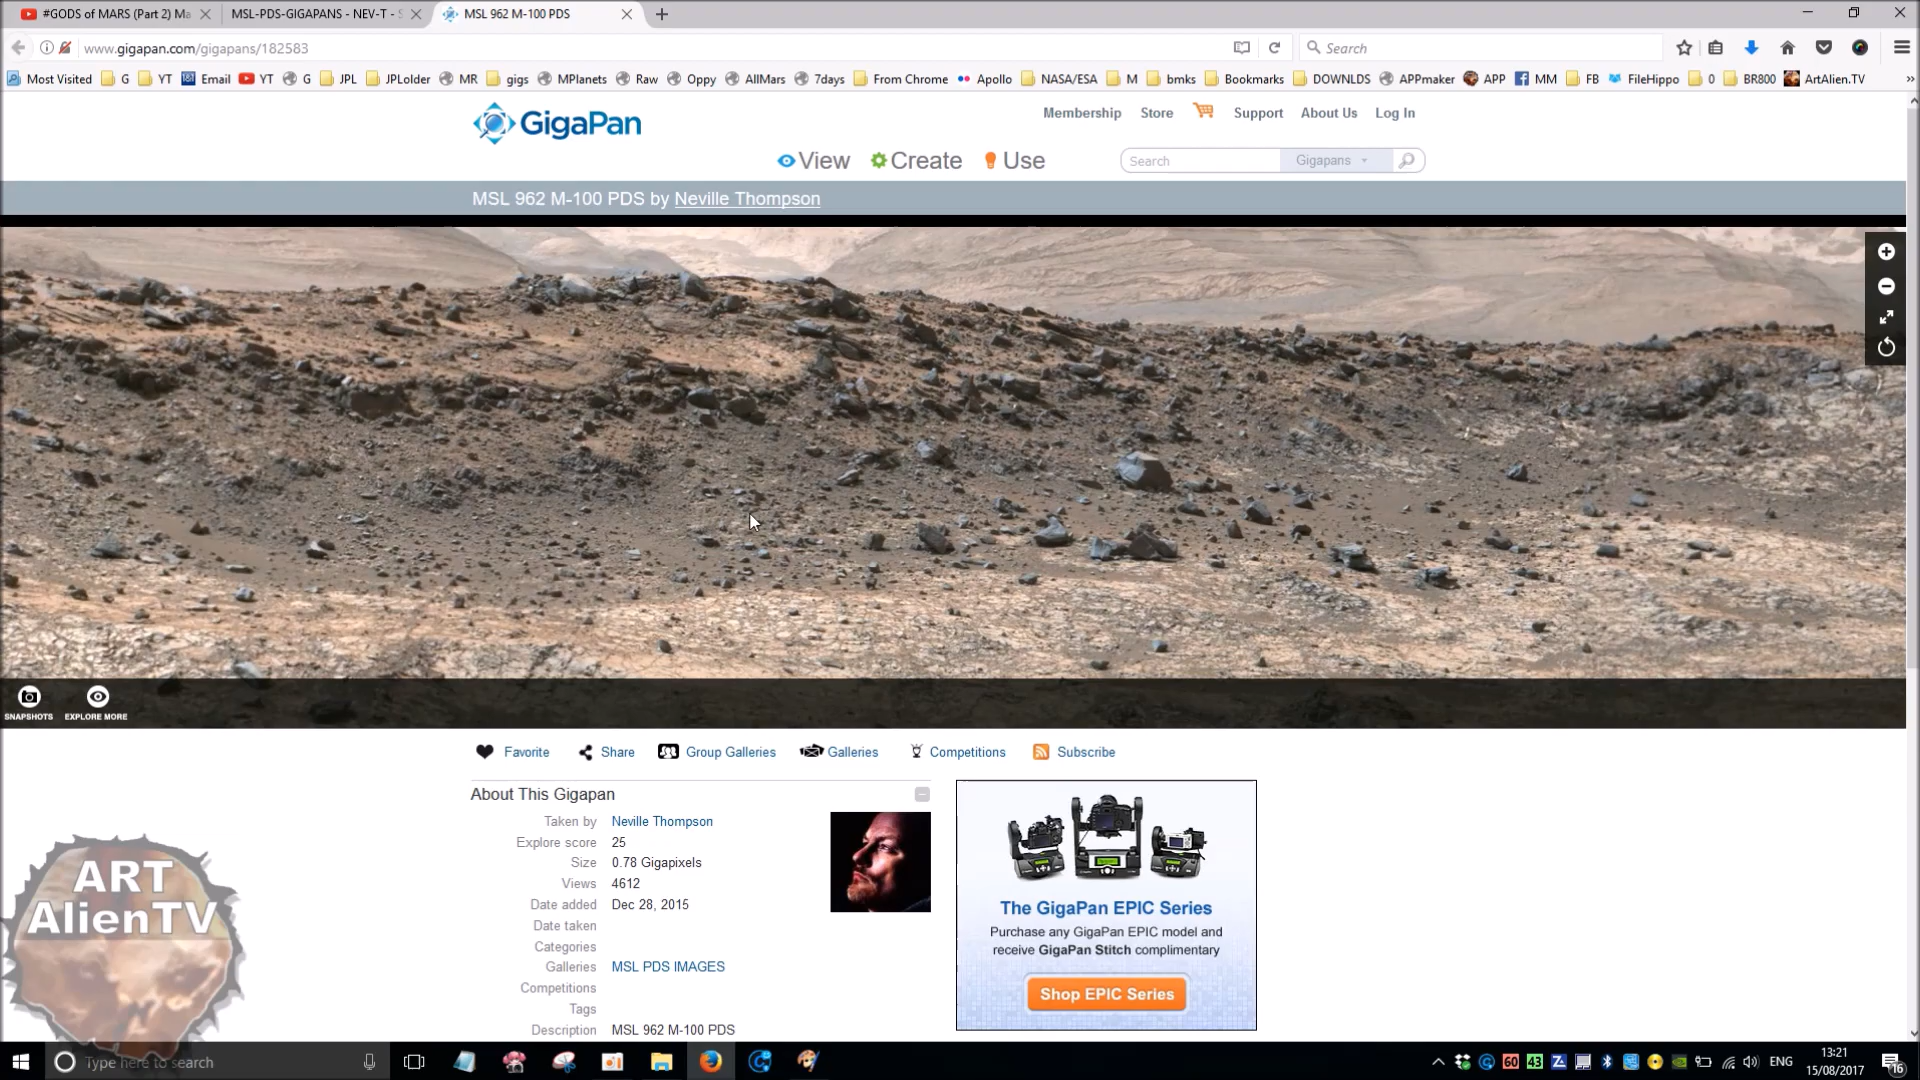 #GODS of MARS (Part 2) Ma
MSL-PDS-GIGAPANS - NEV-T - S
MSL 962 M-100 PDS
www.gigapan.com/gigapans/182583
Search
Most Visited G YT Email YT G JPL JPLolder MR gigs MPlanets Raw Oppy AllMars 7days From Chrome Apollo NASA/ESA M bmks Bookmarks DOWNLDS APPmaker APP MM FB FileHippo 0 BR800 ArtAlien.TV
GigaPan
Membership Store Support About Us Log In
View Create Use
Search Gigapans
MSL 962 M-100 PDS by Neville Thompson
SNAPSHOTS EXPLORE MORE
Favorite Share Group Galleries Galleries Competitions Subscribe
About This Gigapan
Taken by Neville Thompson
Explore score 25
Size 0.78 Gigapixels
Views 4612
Date added Dec 28, 2015
Date taken
Categories
Galleries MSL PDS IMAGES
Competitions
Tags
Description MSL 962 M-100 PDS
The GigaPan EPIC Series
Purchase any GigaPan EPIC model and
receive GigaPan Stitch complimentary
Shop EPIC Series
ART
AlienTV
Type here to search
60 43 ENG
13:21
15/08/2017
16